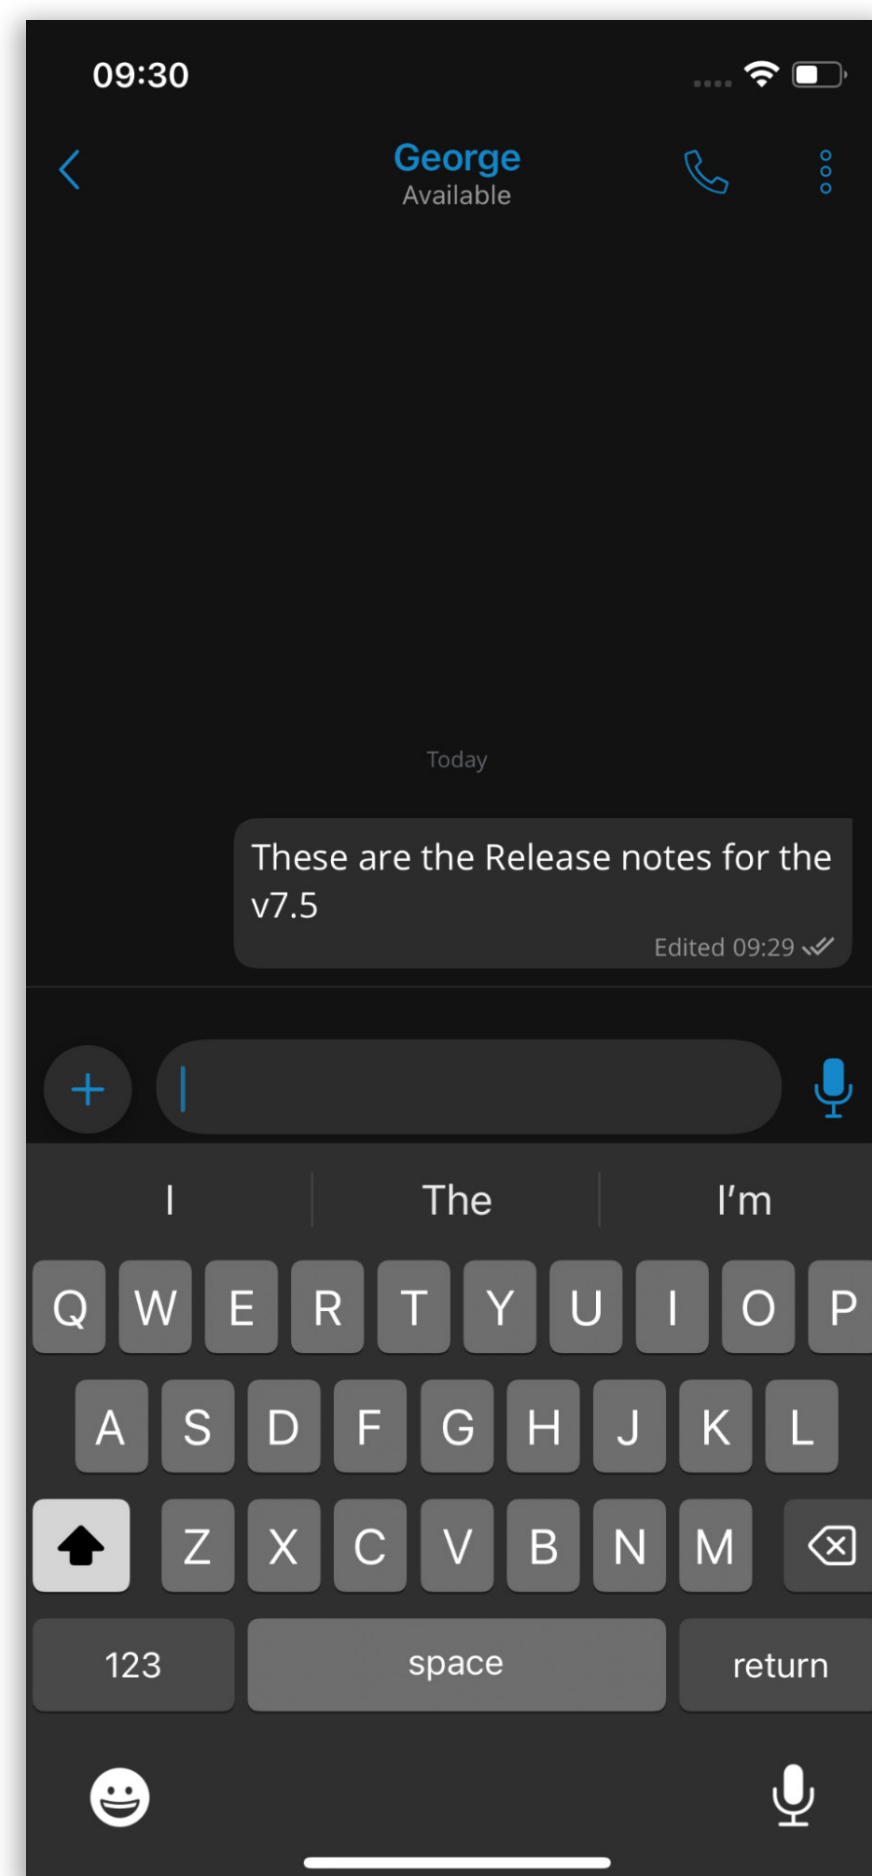 09:30
George
Available
Today
These are the Release notes for the
v7.5
Edited 09:29
I The I'm
Q W E R T Y U I O P
A S D F G H J K L
Z X C V B N M
123 space return